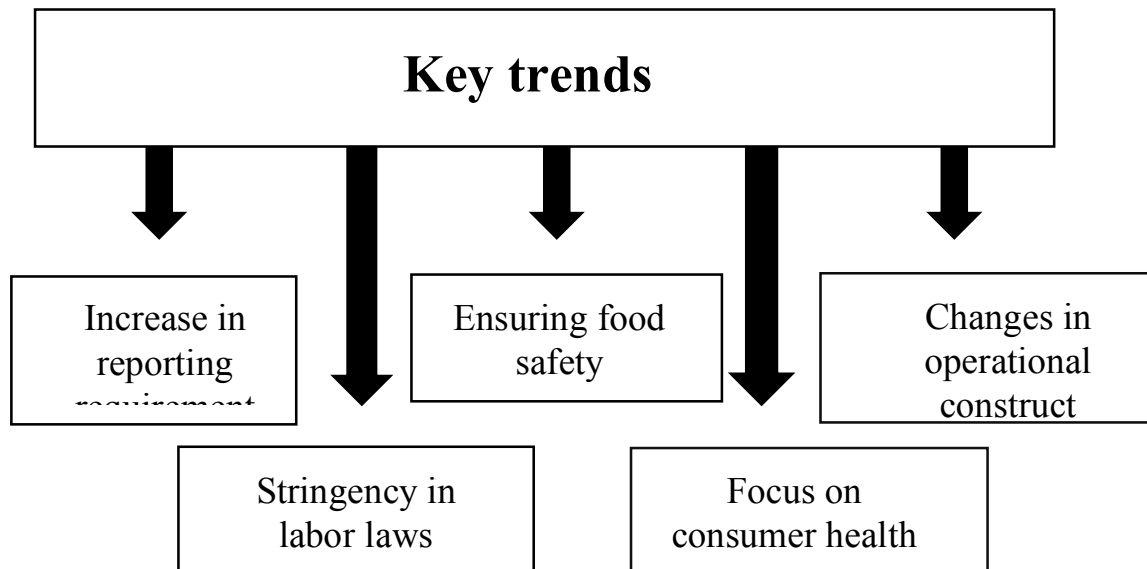 Key trends
Increase in
reporting
requirement
Ensuring food
safety
Changes in
operational
construct
Stringency in
labor laws
Focus on
consumer health